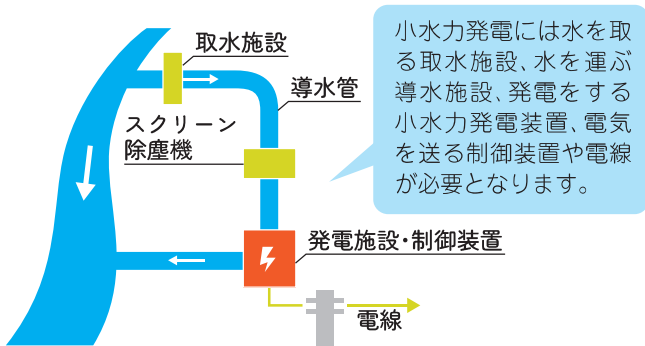 取水施設
導水管
スクリーン
除塵機
発電施設・制御装置
電線
小水力発電には水を取
る取水施設、水を運ぶ
導水施設、発電をする
小水力発電装置、電気
を送る制御装置や電線
が必要となります。